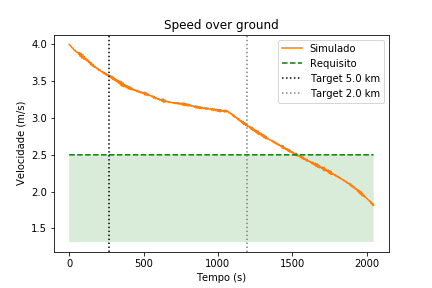 Speed over ground
Simulado
Requisito
Target 5.0 km
Target 2.0 km
Velocidade (m/s)
4.0
3.5
3.0
2.5
2.0
1.5
0
500
1000
1500
2000
Tempo (s)